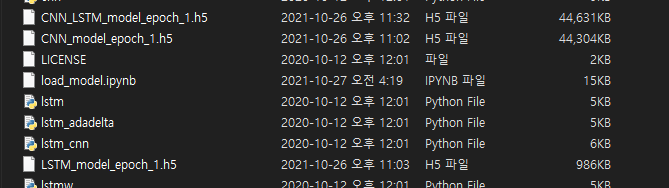 CNN_LSTM_model_epoch_1.h5 2021-10-26 오후 11:32 H5 파일 44,631KB
CNN_model_epoch_1.h5 2021-10-26 오후 11:02 H5 파일 44,304KB
LICENSE 2020-10-12 오후 12:01 파일 2KB
load_model.ipynb 2021-10-27 오전 4:19 IPYNB 파일 15KB
lstm 2020-10-12 오후 12:01 Python File 5KB
lstm_adadelta 2020-10-12 오후 12:01 Python File 5KB
lstm_cnn 2020-10-12 오후 12:01 Python File 6KB
LSTM_model_epoch_1.h5 2021-10-26 오후 11:03 H5 파일 986KB
lstmw 2020-10-12 오후 12:01 Python File 5KB